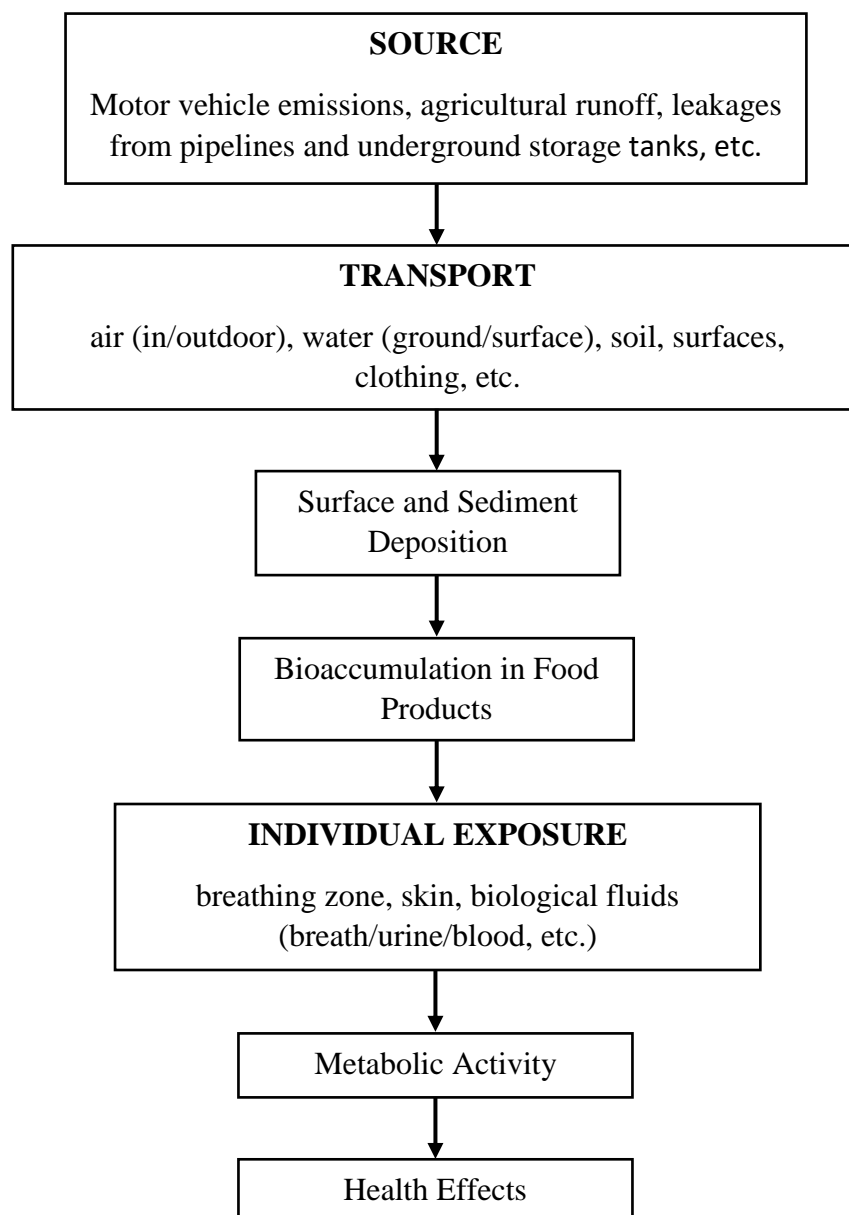 SOURCE
Motor vehicle emissions, agricultural runoff, leakages
from pipelines and underground storage tanks, etc.
TRANSPORT
air (in/outdoor), water (ground/surface), soil, surfaces,
clothing, etc.
Surface and Sediment
Deposition
Bioaccumulation in Food
Products
INDIVIDUAL EXPOSURE
breathing zone, skin, biological fluids
(breath/urine/blood, etc.)
Metabolic Activity
Health Effects